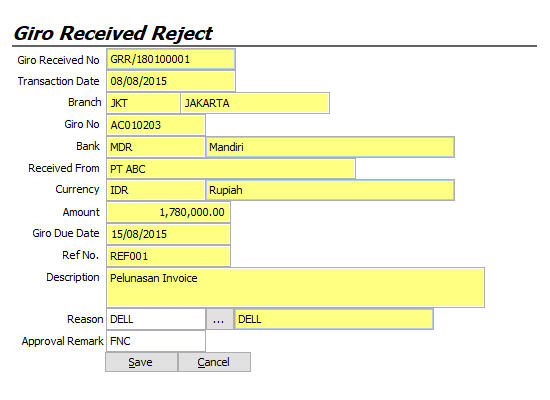 Giro Received Reject
Giro Received No GRR/180100001
Transaction Date 08/08/2015
Branch JKT JAKARTA
Giro No AC010203
Bank MDR Mandiri
Received From PT ABC
Currency IDR Rupiah
Amount 1,780,000.00
Giro Due Date 15/08/2015
Ref No. REF001
Description Pelunasan Invoice
Reason DELL ... DELL
Approval Remark FNC
Save Cancel